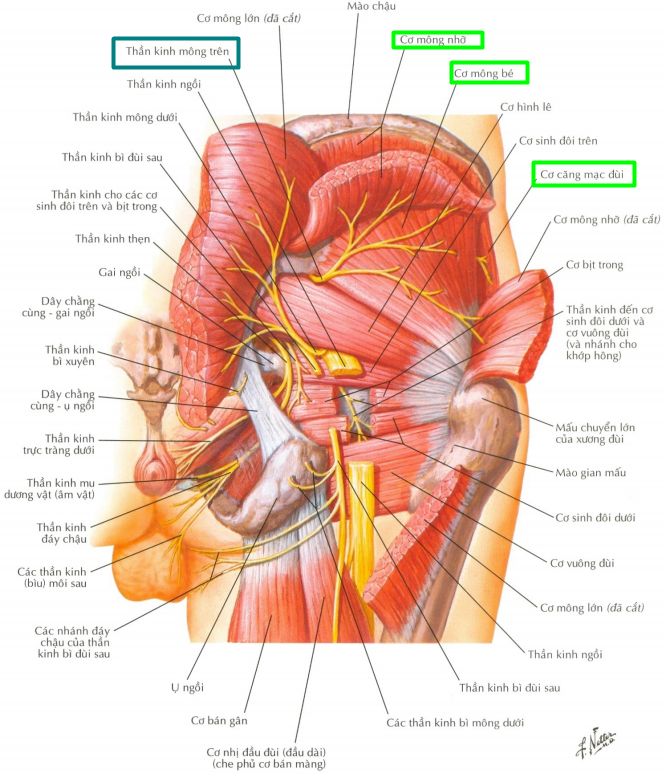 Mào chậu
Cơ mông lớn (đã cắt)
Thần kinh mông trên
Cơ mông nhỡ
Thần kinh ngồi
Cơ mông bé
Thần kinh mông dưới
Cơ hình lê
Cơ sinh đôi trên
Thần kinh bì đùi sau
Cơ căng mạc đùi
Thần kinh cho các cơ
sinh đôi trên và bịt trong
Cơ mông nhỡ (đã cắt)
Thần kinh thẹn
Cơ bịt trong
Gai ngồi
Dây chằng
cùng - gai ngồi
Thần kinh đến cơ
sinh đôi dưới và
cơ vuông đùi
(và nhánh cho
khớp hông)
Thần kinh
bì xuyên
Dây chằng
cùng - ụ ngồi
Mấu chuyển lớn
của xương đùi
Thần kinh
trực tràng dưới
Mào gian mấu
Thần kinh mu
dương vật (âm vật)
Cơ sinh đôi dưới
Thần kinh
đáy chậu
Cơ vuông đùi
Các thần kinh
(bìu) môi sau
Cơ mông lớn (đã cắt)
Các nhánh đáy
chậu của thần
kinh bì đùi sau
Thần kinh ngồi
Ụ ngồi
Thần kinh bì đùi sau
Cơ bán gân
Các thần kinh bì mông dưới
Cơ nhị đầu đùi (đầu dài)
(che phủ cơ bán màng)
F. Netter
M.D.